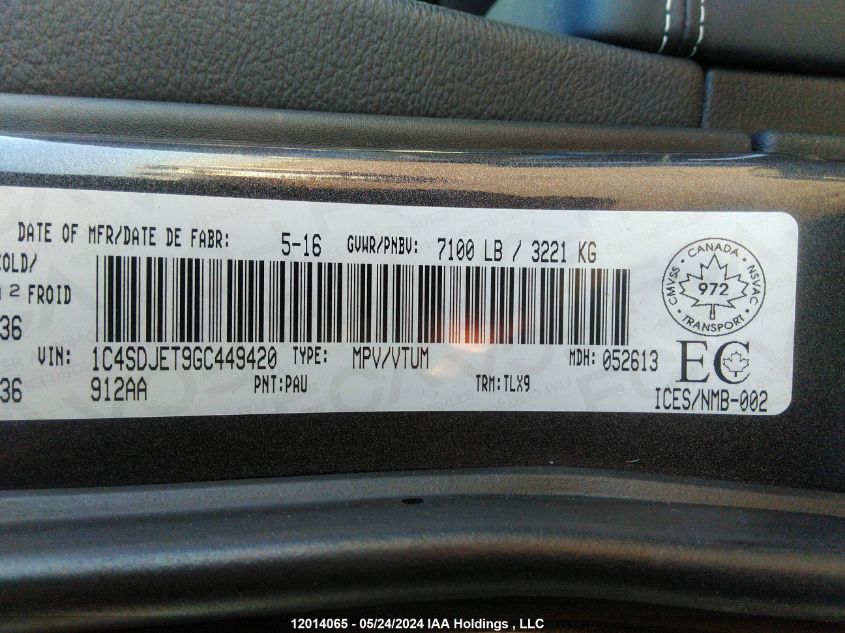 DATE OF MFR/DATE DE FABR: 5-16 GVWR/PNBV: 7100 LB / 3221 KG
COLD/
2 FROID
36
VIN: 1C4SDJET9GC449420 TYPE: MPV/VTUM MDH: 052613
36 912AA PNT:PAU TRM:TLX9
CANADA
CMVSS 972 NSVAC
TRANSPORT
EC
ICES/NMB-002
12014065 - 05/24/2024 IAA Holdings , LLC